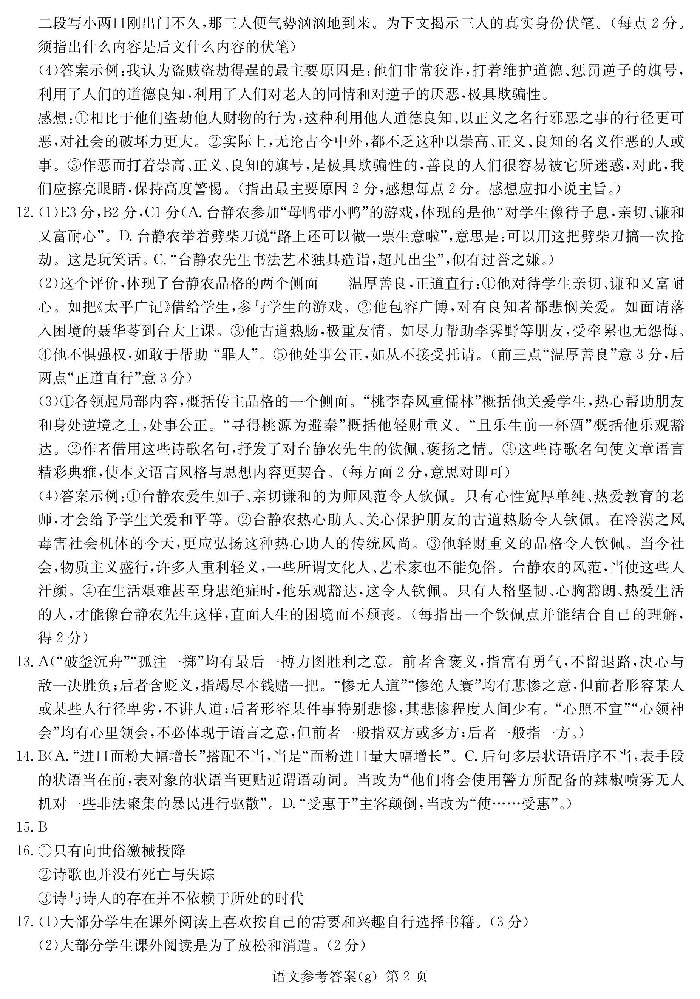 二段写小两口刚出门不久,那三人便气势汹汹地到来。为下文揭示三人的真实身份伏笔。(每点 2 分。
须指出什么内容是后文什么内容的伏笔)
(4)答案示例:我认为盗贼盗劫得逞的最主要原因是:他们非常狡诈,打着维护道德、惩罚逆子的旗号,
利用了人们的道德良知,利用了人们对老人的同情和对逆子的厌恶,极具欺骗性。
感想:①相比于他们盗劫他人财物的行为,这种利用他人道德良知、以正义之名行邪恶之事的行径更可
恶,对社会的破坏力更大。②实际上,无论古今中外,都不乏这种以崇高、正义、良知的名义作恶的人或
事。③作恶而打着崇高、正义、良知的旗号,是极具欺骗性的,善良的人们很容易被它所迷惑,对此,我
们应擦亮眼睛,保持高度警惕。(指出最主要原因 2 分,感想每点 2 分。感想应扣小说主旨。)
12. (1)E3 分,B2 分,C1 分(A. 台静农参加“母鸭带小鸭”的游戏,体现的是他“对学生像待子息,亲切、谦和
又富耐心”。D. 台静农举着劈柴刀说“路上还可以做一票生意啦”,意思是:可以用这把劈柴刀搞一次抢
劫。这是玩笑话。C. “台静农先生书法艺术独具造诣,超凡出尘”,似有过誉之嫌。)
(2)这个评价,体现了台静农品格的两个侧面——温厚善良,正道直行:①他对待学生亲切、谦和又富耐
心。如把《太平广记》借给学生,参与学生的游戏。②他包容广博,对有良知者都悲悯关爱。如面请落
入困境的聂华苓到台大上课。③他古道热肠,极重友情。如尽力帮助李霁野等朋友,受牵累也无怨悔。
④他不惧强权,如敢于帮助 “罪人”。⑤他处事公正,如从不接受托请。(前三点“温厚善良”意 3 分,后
两点“正道直行”意 3 分)
(3)①各领起局部内容,概括传主品格的一个侧面。“桃李春风重儒林”概括他关爱学生,热心帮助朋友
和身处逆境之士,处事公正。“寻得桃源为避秦”概括他轻财重义。“且乐生前一杯酒”概括他乐观豁
达。②作者借用这些诗歌名句,抒发了对台静农先生的钦佩、褒扬之情。③这些诗歌名句使文章语言
精彩典雅,使本文语言风格与思想内容更契合。(每方面 2 分,意思对即可)
(4)答案示例:①台静农爱生如子、亲切谦和的为师风范令人钦佩。只有心性宽厚单纯、热爱教育的老
师,才会给予学生关爱和平等。②台静农热心助人、关心保护朋友的古道热肠令人钦佩。在冷漠之风
毒害社会机体的今天,更应弘扬这种热心助人的传统风尚。③他轻财重义的品格令人钦佩。当今社
会,物质主义盛行,许多人重利轻义,一些所谓文化人、艺术家也不能免俗。台静农的风范,当使这些人
汗颜。④在生活艰难甚至身患绝症时,他乐观豁达,这令人钦佩。只有人格坚韧、心胸豁朗、热爱生活
的人,才能像台静农先生这样,直面人生的困境而不颓丧。(每指出一个钦佩点并能结合自己的理解,
得 2 分)
13. A(“破釜沉舟”“孤注一掷”均有最后一搏力图胜利之意。前者含褒义,指富有勇气,不留退路,决心与
敌一决胜负;后者含贬义,指竭尽本钱赌一把。“惨无人道”“惨绝人寰”均有悲惨之意,但前者形容某人
或某些人行径卑劣,不讲人道;后者形容某件事特别悲惨,其悲惨程度人间少有。“心照不宣”“心领神
会”均有心里领会,不必体现于语言之意,但前者一般指双方或多方;后者一般指一方。)
14. B(A. “进口面粉大幅增长”搭配不当,当是“面粉进口量大幅增长”。C. 后句多层状语语序不当,表手段
的状语当在前,表对象的状语当更贴近谓语动词。当改为“他们将会使用警方所配备的辣椒喷雾无人
机对一些非法聚集的暴民进行驱散”。D. “受惠于”主客颠倒,当改为“使……受惠”。)
15. B
16. ①只有向世俗缴械投降
②诗歌也并没有死亡与失踪
③诗与诗人的存在并不依赖于所处的时代
17. (1)大部分学生在课外阅读上喜欢按自己的需要和兴趣自行选择书籍。(3 分)
(2)大部分学生课外阅读是为了放松和消遣。(2 分)
语文参考答案(g) 第 2 页